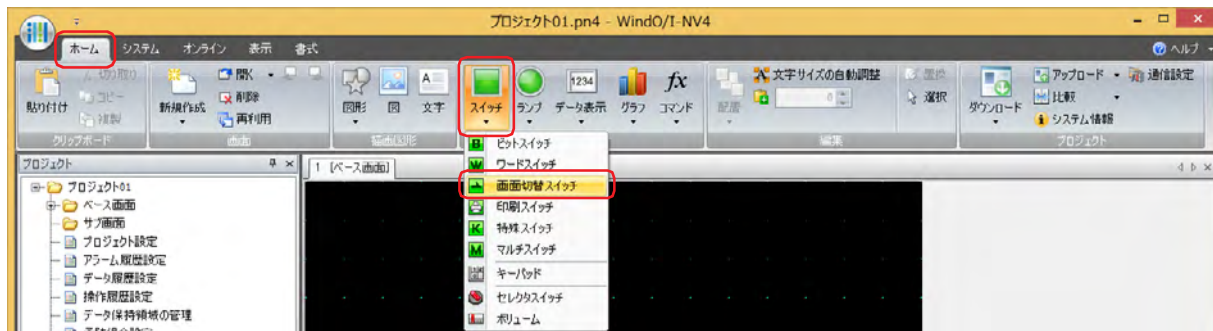 プロジェクト01.pn4 - WindO/I-NV4
ホーム システム オンライン 表示 書式 ヘルプ
貼り付け 切り取り コピー 複製
新規作成 開く 削除 再利用
図形 図 文字
スイッチ ランプ データ表示 グラフ コマンド
配置 文字サイズの自動調整 置換 選択
ダウンロード アップロード 比較 システム情報 通信設定
クリップボード 画面 描画図形 編集 プロジェクト
プロジェクト
1 [ベース画面]
プロジェクト01
ベース画面
サブ画面
プロジェクト設定
アラーム履歴設定
データ履歴設定
操作履歴設定
データ保持領域の管理
ビットスイッチ
ワードスイッチ
画面切替スイッチ
印刷スイッチ
特殊スイッチ
マルチスイッチ
キーパッド
セレクタスイッチ
ボリューム